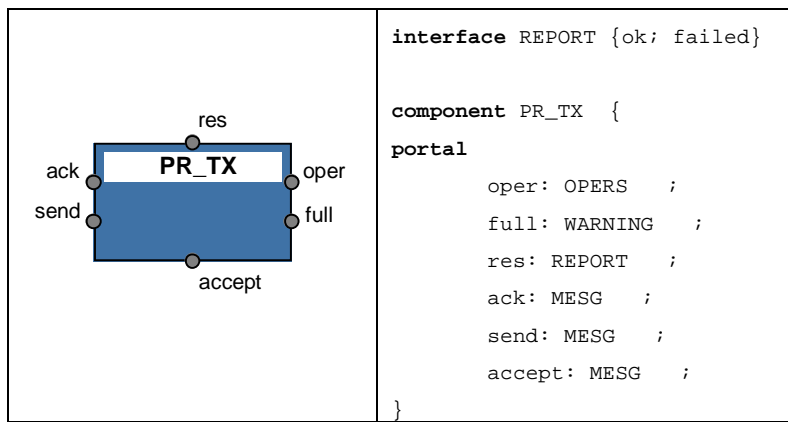 res
ack
PR_TX
oper
send
full
accept
interface REPORT {ok; failed}
component PR_TX {
portal
oper: OPERS ;
full: WARNING ;
res: REPORT ;
ack: MESG ;
send: MESG ;
accept: MESG ;
}